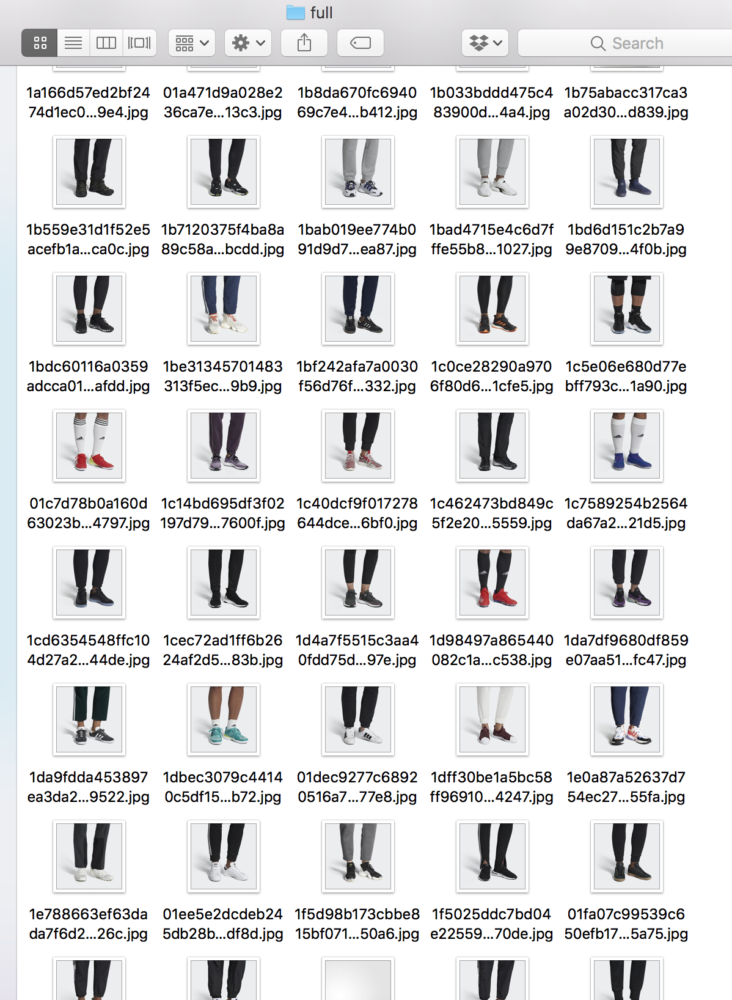 full
Search
1a166d57ed2bf24
74d1ec0...9e4.jpg
01a471d9a028e2
36ca7e...13c3.jpg
1b8da670fc6940
69c7e4...b412.jpg
1b033bddd475c4
83900d...4a4.jpg
1b75abacc317ca3
a02d30...d839.jpg
1b559e31d1f52e5
acefb1a...ca0c.jpg
1b7120375f4ba8a
89c58a...bcdd.jpg
1bab019ee774b0
91d9d7...ea87.jpg
1bad4715e4c6d7f
ffe55b8...1027.jpg
1bd6d151c2b7a9
9e8709...4f0b.jpg
1bdc60116a0359
adcca01...afdd.jpg
1be31345701483
313f5ec...9b9.jpg
1bf242afa7a0030
f56d76f...332.jpg
1c0ce28290a970
6f80d6...1cfe5.jpg
1c5e06e680d77e
bff793c...1a90.jpg
01c7d78b0a160d
63023b...4797.jpg
1c14bd695df3f02
197d79...7600f.jpg
1c40dcf9f017278
644dce...6bf0.jpg
1c462473bd849c
5f2e20...5559.jpg
1c7589254b2564
da67a2...21d5.jpg
1cd6354548ffc10
4d27a2...44de.jpg
1cec72ad1ff6b26
24af2d5...83b.jpg
1d4a7f5515c3aa4
0fdd75d...97e.jpg
1d98497a865440
082c1a...c538.jpg
1da7df9680df859
e07aa51...fc47.jpg
1da9fdda453897
ea3da2...9522.jpg
1dbec3079c4414
0c5df15...b72.jpg
01dec9277c6892
0516a7...77e8.jpg
1dff30be1a5bc58
ff96910...4247.jpg
1e0a87a52637d7
54ec27...55fa.jpg
1e788663ef63da
da7f6d2...26c.jpg
01ee5e2dcdeb24
5db28b...df8d.jpg
1f5d98b173cbbe8
15bf071...50a6.jpg
1f5025ddc7bd04
e22559...70de.jpg
01fa07c99539c6
50efb17...5a75.jpg